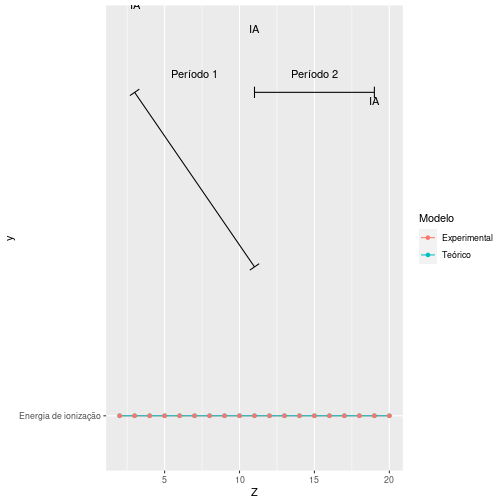 IA
IA
Período 1
Período 2
IA
y
Modelo
Experimental
Teórico
Energia de ionização
5
10
15
20
Z